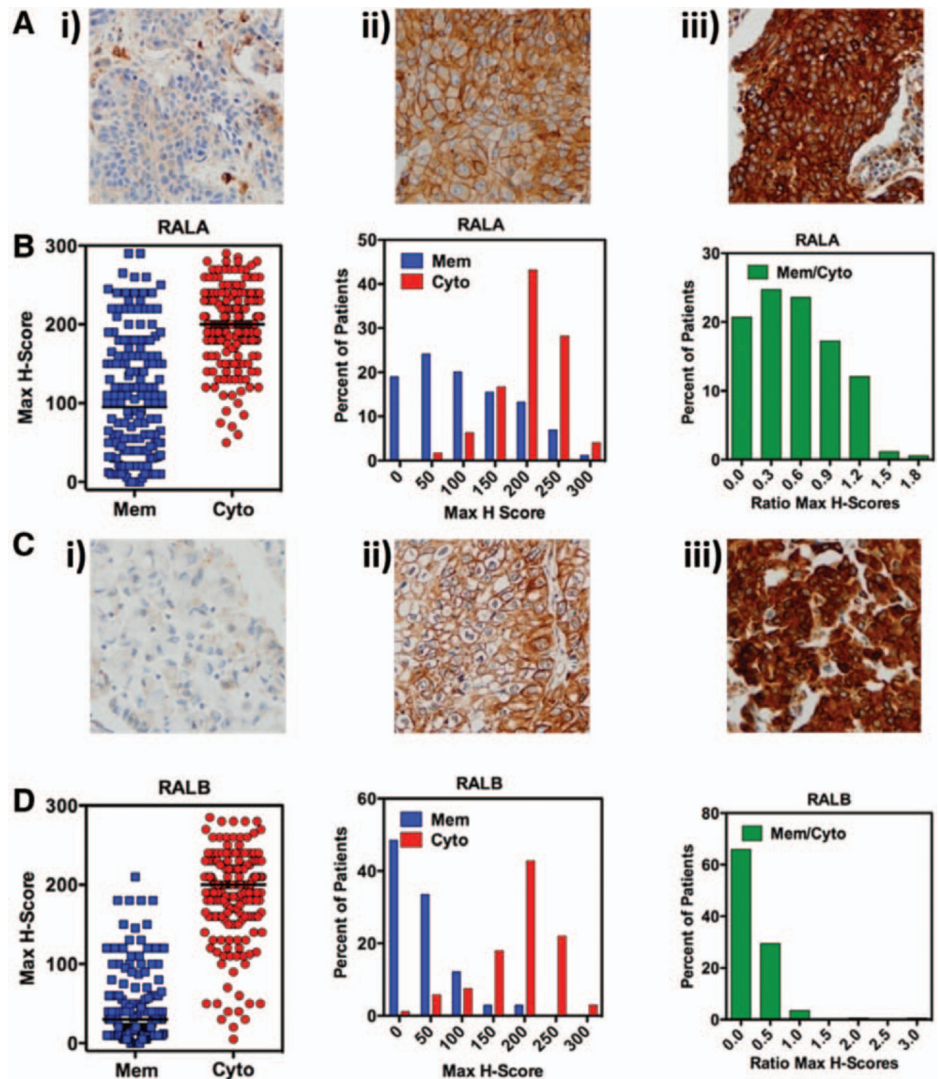 A
i)
ii)
iii)
B
RALA
Max H-Score
300
200
100
0
Mem
Cyto
RALA
Percent of Patients
50
40
30
20
10
0
Mem
Cyto
0 50 100 150 200 250 300
Max H Score
RALA
Percent of Patients
30
20
10
0
Mem/Cyto
0.0 0.3 0.6 0.9 1.2 1.5 1.8
Ratio Max H-Scores
C
i)
ii)
iii)
D
RALB
Max H-Score
300
200
100
0
Mem
Cyto
RALB
Percent of Patients
60
40
20
0
Mem
Cyto
0 50 100 150 200 250 300
Max H-Score
RALB
Percent of Patients
80
60
40
20
0
Mem/Cyto
0.0 0.5 1.0 1.5 2.0 2.5 3.0
Ratio Max H-Scores